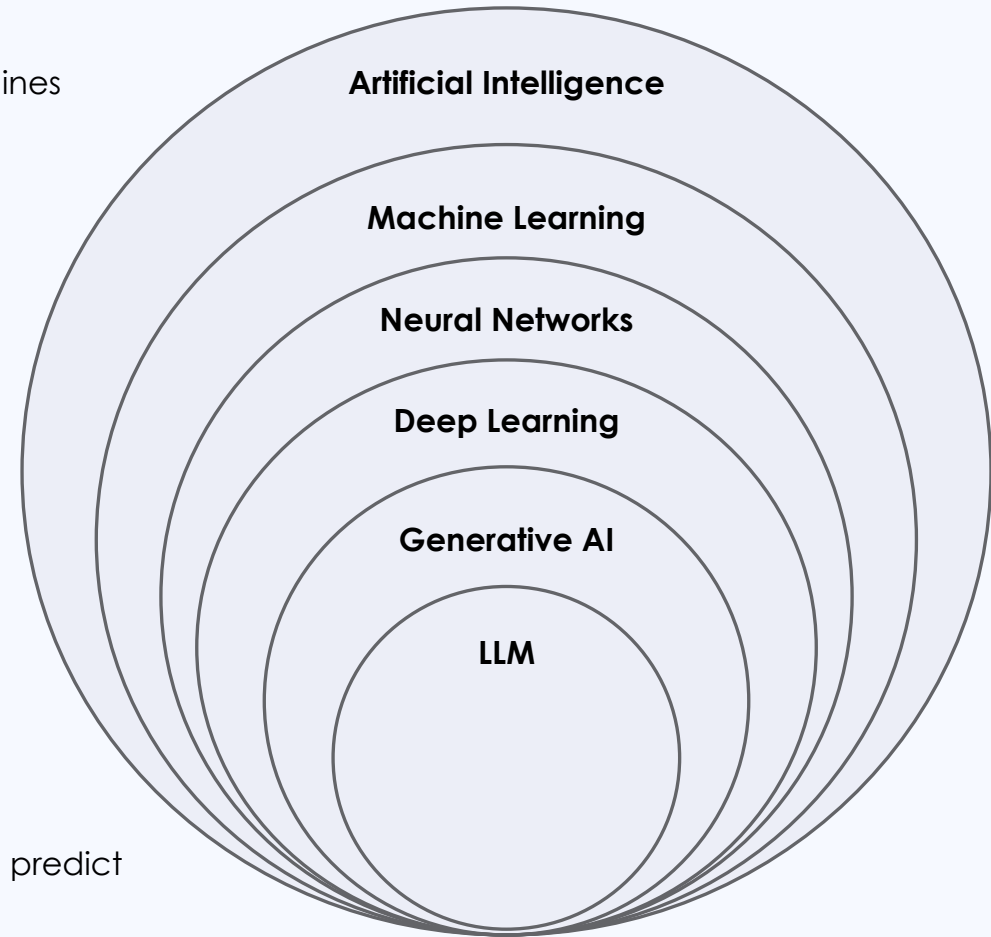 ines
Artificial Intelligence
Machine Learning
Neural Networks
Deep Learning
Generative AI
LLM
predict